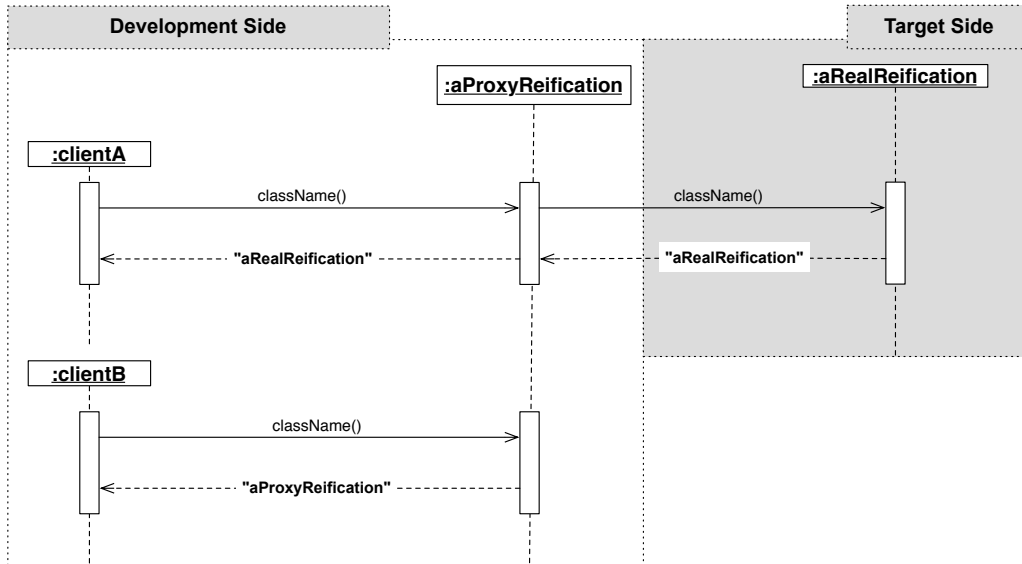 Development Side
Target Side
:aProxyReification
:aRealReification
:clientA
className()
className()
"aRealReification"
"aRealReification"
:clientB
className()
"aProxyReification"